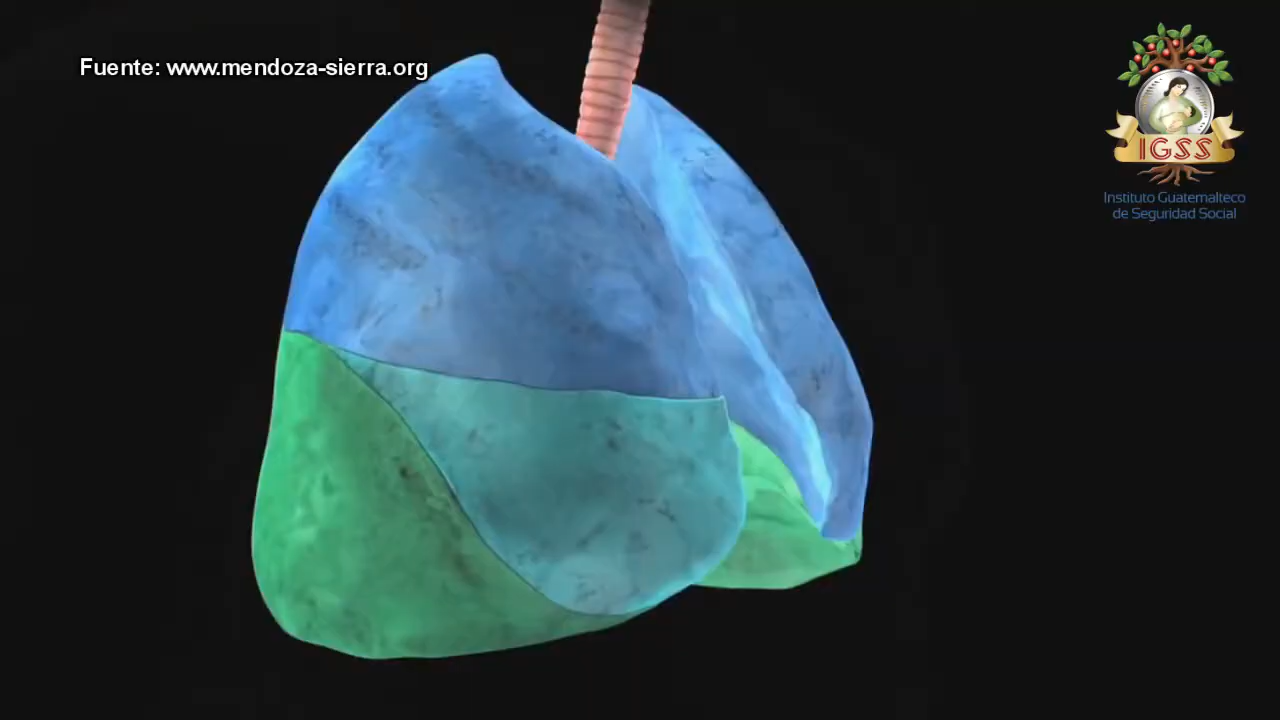 Fuente: www.mendoza-sierra.org
IGSS
Instituto Guatemalteco
de Seguridad Social